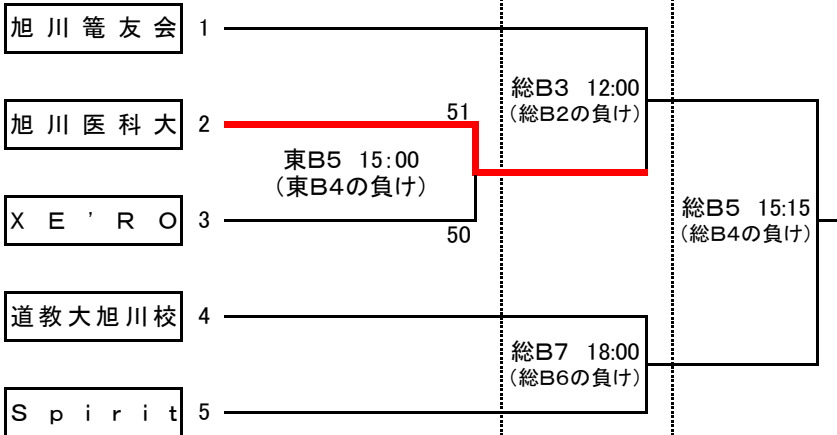 旭川篭友会 1
総B3 12:00
(総B2の負け)
旭川医科大 2
51
東B5 15:00
(東B4の負け)
XE'RO 3
50
総B5 15:15
(総B4の負け)
道教大旭川校 4
総B7 18:00
(総B6の負け)
Spirit 5